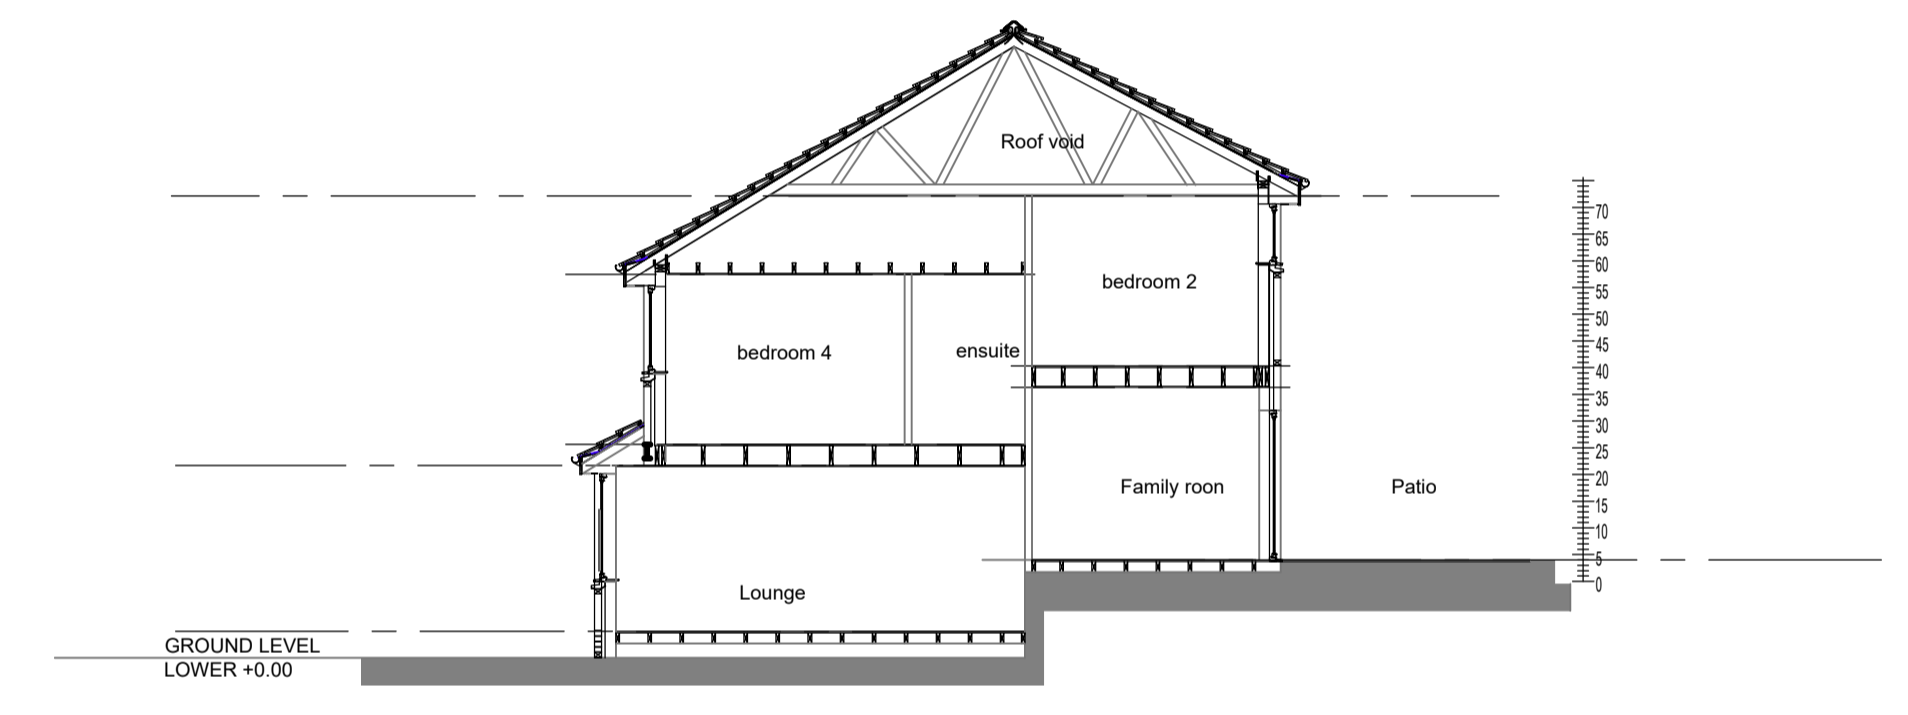 Roof void
bedroom 2
bedroom 4
ensuite
Family roon
Patio
Lounge
GROUND LEVEL
LOWER +0.00
70
65
60
55
50
45
40
35
30
25
20
15
10
5
0